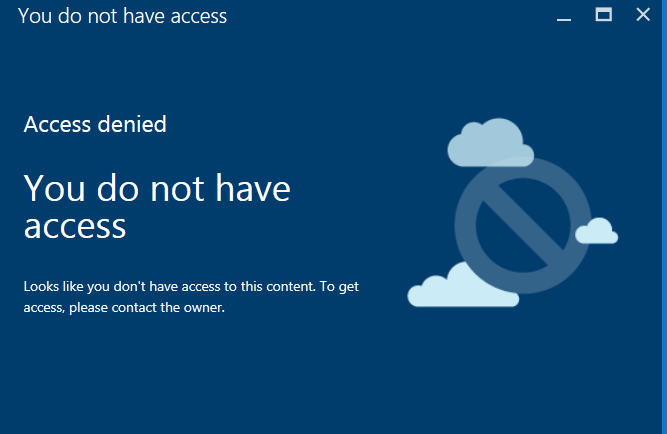 You do not have access
Access denied
You do not have
access
Looks like you don't have access to this content. To get
access, please contact the owner.